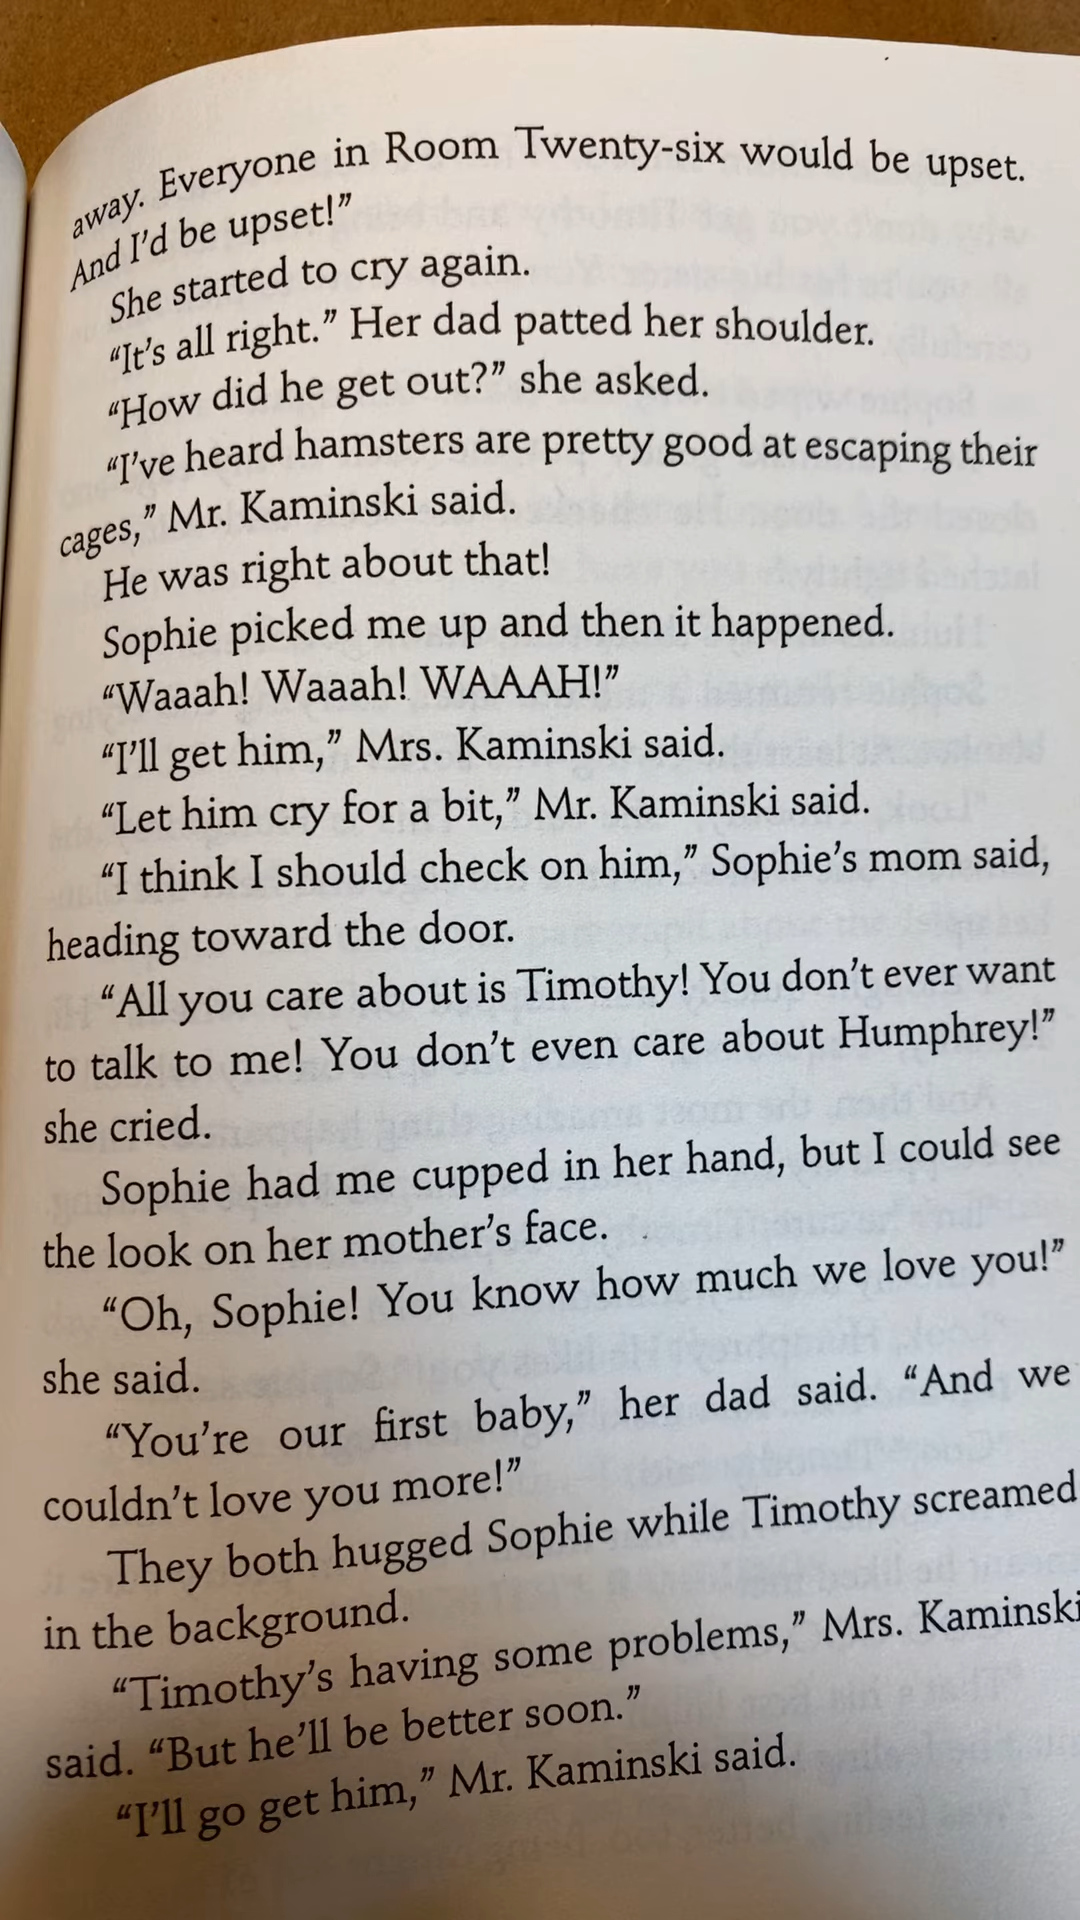 away. Everyone in Room Twenty-six would be upset.
And I’d be upset!”
She started to cry again.
“It’s all right.” Her dad patted her shoulder.
“How did he get out?” she asked.
“I’ve heard hamsters are pretty good at escaping their
cages,” Mr. Kaminski said.
He was right about that!
Sophie picked me up and then it happened.
“Waaah! Waaah! WAAAH!”
“I’ll get him,” Mrs. Kaminski said.
“Let him cry for a bit,” Mr. Kaminski said.
“I think I should check on him,” Sophie’s mom said,
heading toward the door.
“All you care about is Timothy! You don’t ever want
to talk to me! You don’t even care about Humphrey!”
she cried.
Sophie had me cupped in her hand, but I could see
the look on her mother’s face.
“Oh, Sophie! You know how much we love you!”
she said.
“You’re our first baby,” her dad said. “And we
couldn’t love you more!”
They both hugged Sophie while Timothy screamed
in the background.
“Timothy’s having some problems,” Mrs. Kaminski
said. “But he’ll be better soon.”
“I’ll go get him,” Mr. Kaminski said.